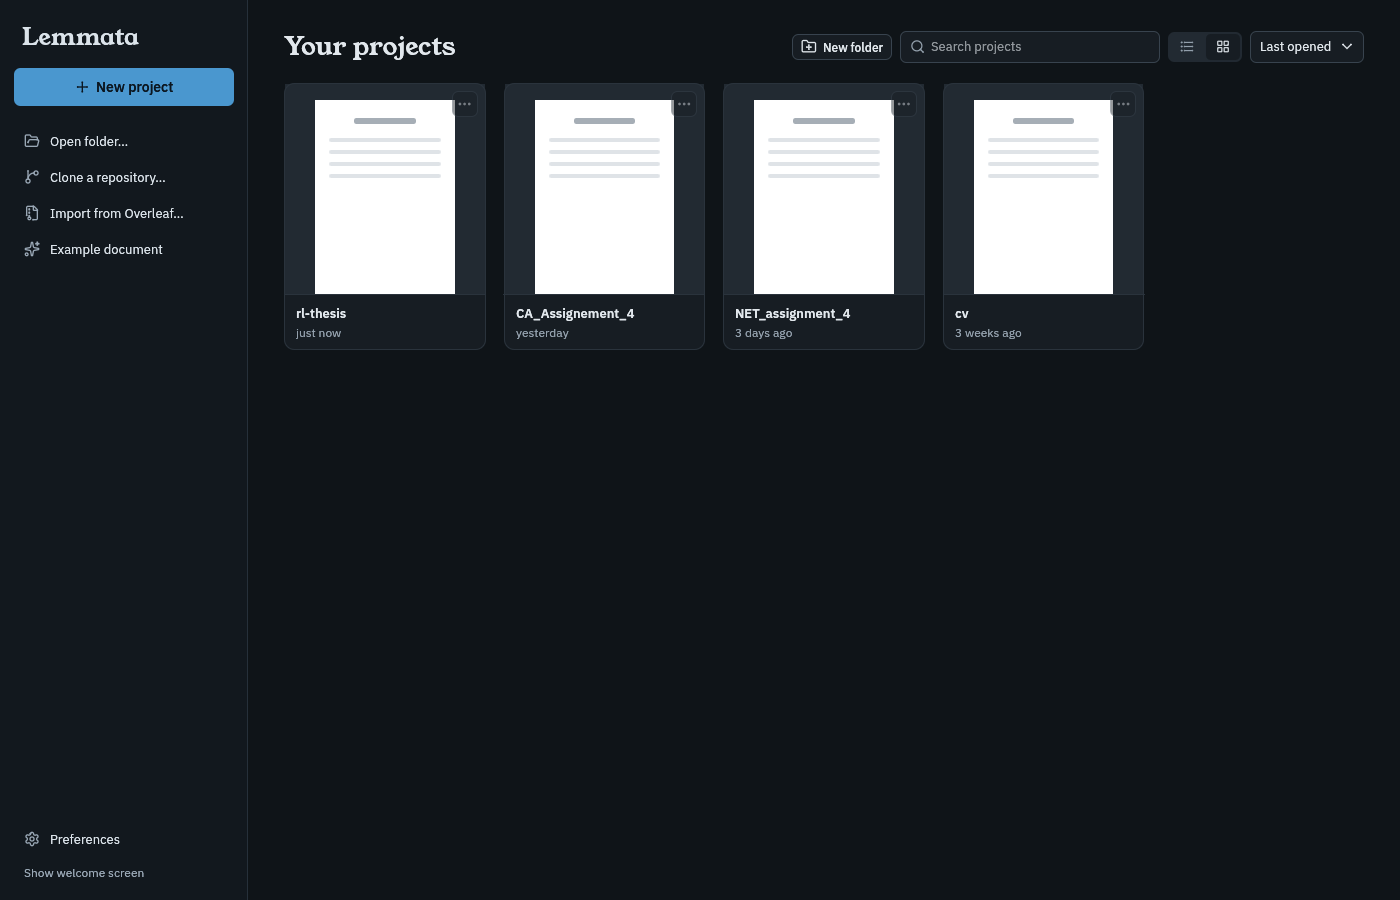 Lemmata
New project
Open folder...
Clone a repository...
Import from Overleaf...
Example document
Preferences
Show welcome screen
Your projects
New folder
Search projects
Last opened
rl-thesis
just now
CA_Assignement_4
yesterday
NET_assignment_4
3 days ago
cv
3 weeks ago